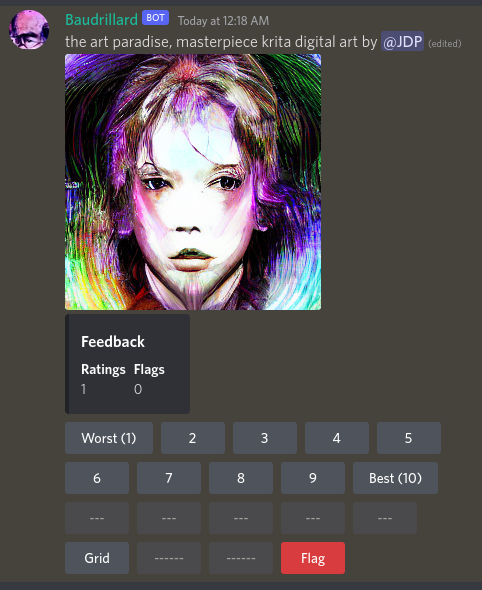 Baudrillard BOT Today at 12:18 AM
the art paradise, masterpiece krita digital art by @JDP (edited)
Feedback
Ratings Flags
1 0
Worst (1) 2 3 4 5
6 7 8 9 Best (10)
--- --- --- --- ---
Grid ------ ------ Flag